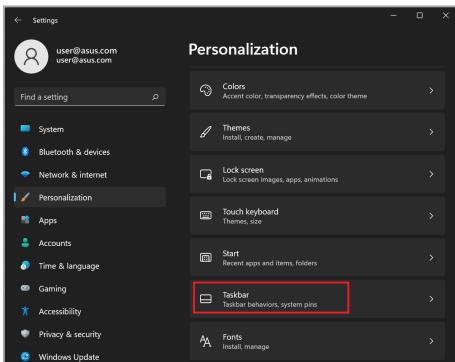 Settings
user@asus.com
user@asus.com
Find a setting
System
Bluetooth & devices
Network & internet
Personalization
Apps
Accounts
Time & language
Gaming
Accessibility
Privacy & security
Windows Update
Personalization
Colors
Accent color, transparency effects, color theme
Themes
Install, create, manage
Lock screen
Lock screen images, apps, animations
Touch keyboard
Themes, size
Start
Recent apps and items, folders
Taskbar
Taskbar behaviors, system pins
Fonts
Install, manage